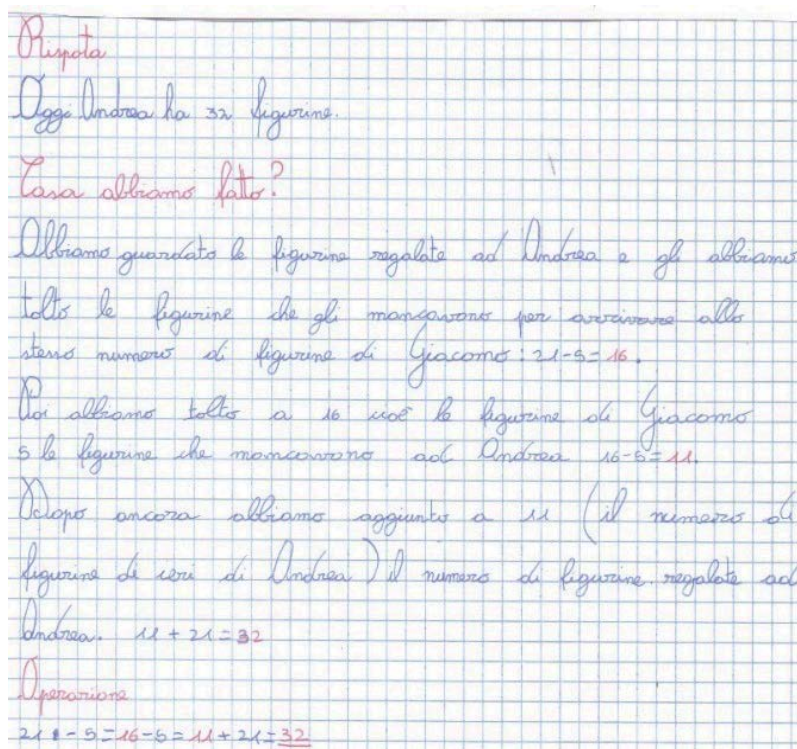 Rispota
Oggi Andrea ha 32 figurine.
Cosa abbiamo fatto?
Abbiamo guardato le figurine regalate ad Andrea e gli abbiamo
tolto le figurine che gli mancavano per arrivare allo
stesso numero di figurine di Giacomo: 21-5=16.
Poi abbiamo tolto a 16 cioè le figurine di Giacomo
5 le figurine che mancavano ad Andrea 16-5=11.
Dopo ancora abbiamo aggiunto a 11 (il numero di
figurine di ieri di Andrea) il numero di figurine regalate ad
Andrea. 11+21=32
Operazione
21-5=16-5=11+21=32